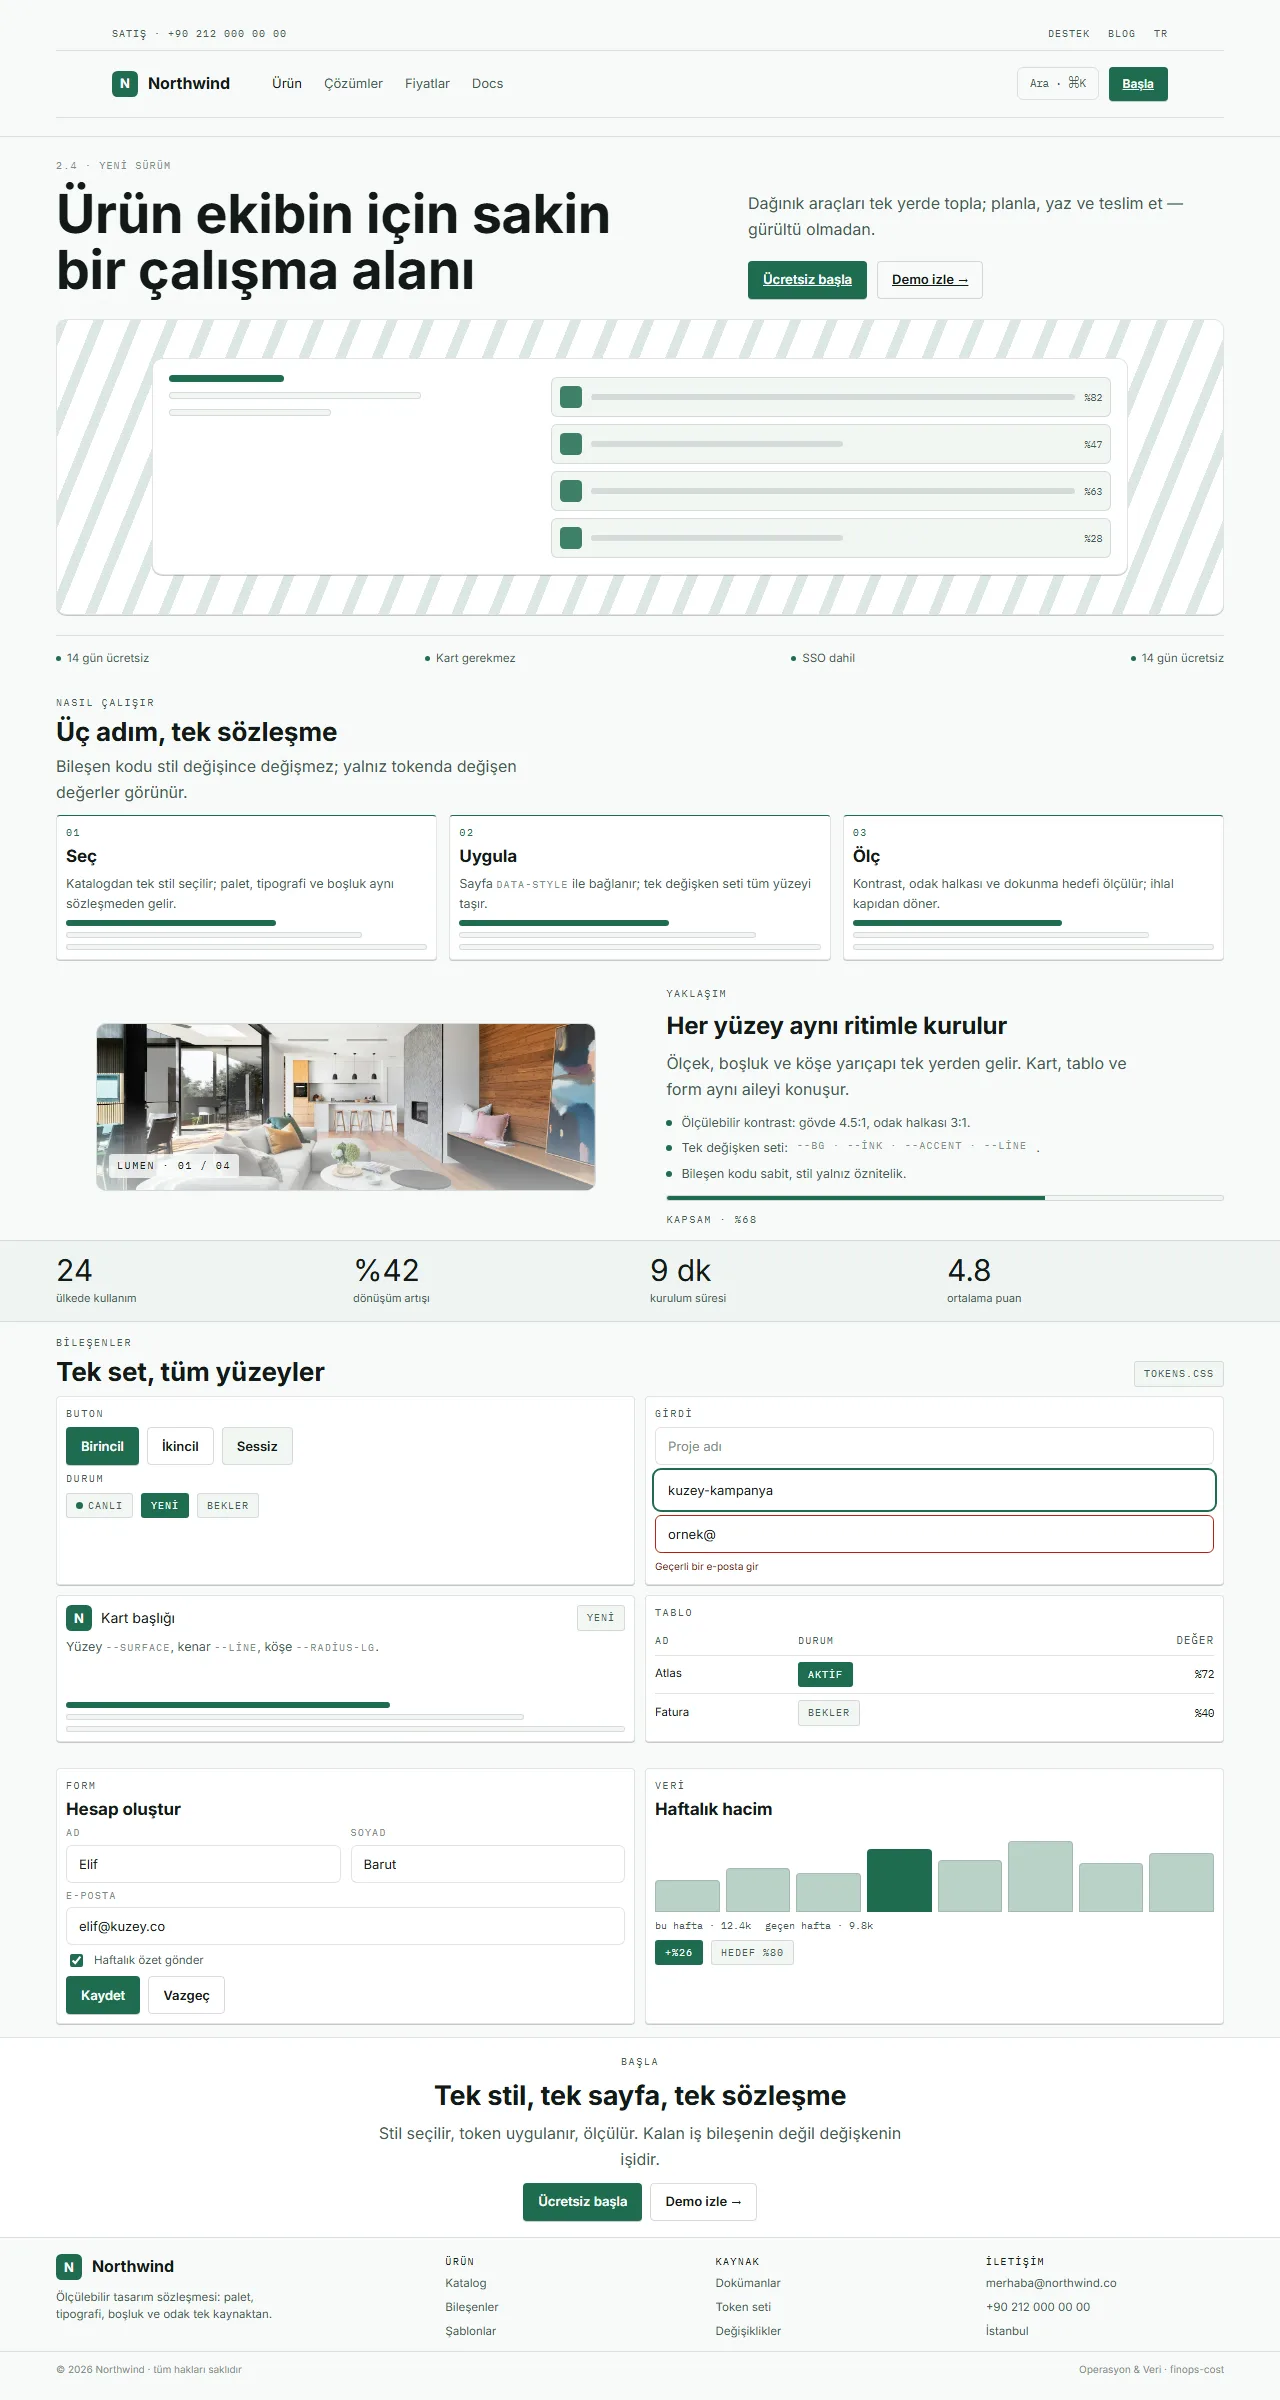 SATIŞ · +90 212 000 00 00
DESTEK BLOG TR
N Northwind Ürün Çözümler Fiyatlar Docs
Ara · ⌘K Başla
2.4 · YENİ SÜRÜM
Ürün ekibin için sakin
bir çalışma alanı
Dağınık araçları tek yerde topla; planla, yaz ve teslim et —
gürültü olmadan.
Ücretsiz başla Demo izle →
%82
%47
%63
%28
14 gün ücretsiz Kart gerekmez SSO dahil 14 gün ücretsiz
NASIL ÇALIŞIR
Üç adım, tek sözleşme
Bileşen kodu stil değişince değişmez; yalnız tokenda değişen
değerler görünür.
01
Seç
Katalogdan tek stil seçilir; palet, tipografi ve boşluk aynı
sözleşmeden gelir.
02
Uygula
Sayfa DATA-STYLE ile bağlanır; tek değişken seti tüm yüzeyi
taşır.
03
Ölç
Kontrast, odak halkası ve dokunma hedefi ölçülür; ihlal
kapıdan döner.
LUMEN · 01 / 04
YAKLAŞIM
Her yüzey aynı ritimle kurulur
Ölçek, boşluk ve köşe yarıçapı tek yerden gelir. Kart, tablo ve
form aynı aileyi konuşur.
Ölçülebilir kontrast: gövde 4.5:1, odak halkası 3:1.
Tek değişken seti: --BG · --İNK · --ACCENT · --LİNE .
Bileşen kodu sabit, stil yalnız öznitelik.
KAPSAM · %68
24
ülkede kullanım
%42
dönüşüm artışı
9 dk
kurulum süresi
4.8
ortalama puan
BİLEŞENLER
Tek set, tüm yüzeyler
TOKENS.CSS
BUTON
Birincil İkincil Sessiz
DURUM
CANLI YENİ BEKLER
GİRDİ
Proje adı
kuzey-kampanya
ornek@
Geçerli bir e-posta gir
N Kart başlığı YENİ
Yüzey --SURFACE, kenar --LİNE, köşe --RADİUS-LG.
TABLO
AD DURUM DEĞER
Atlas AKTİF %72
Fatura BEKLER %40
FORM
Hesap oluştur
AD SOYAD
Elif Barut
E-POSTA
elif@kuzey.co
Haftalık özet gönder
Kaydet Vazgeç
VERİ
Haftalık hacim
bu hafta · 12.4k geçen hafta · 9.8k
+%26 HEDEF %80
BAŞLA
Tek stil, tek sayfa, tek sözleşme
Stil seçilir, token uygulanır, ölçülür. Kalan iş bileşenin değil değişkenin
işidir.
Ücretsiz başla Demo izle →
N Northwind
Ölçülebilir tasarım sözleşmesi: palet,
tipografi, boşluk ve odak tek kaynaktan.
ÜRÜN
Katalog
Bileşenler
Şablonlar
KAYNAK
Dokümanlar
Token seti
Değişiklikler
İLETİŞİM
merhaba@northwind.co
+90 212 000 00 00
İstanbul
© 2026 Northwind · tüm hakları saklıdır
Operasyon & Veri · finops-cost